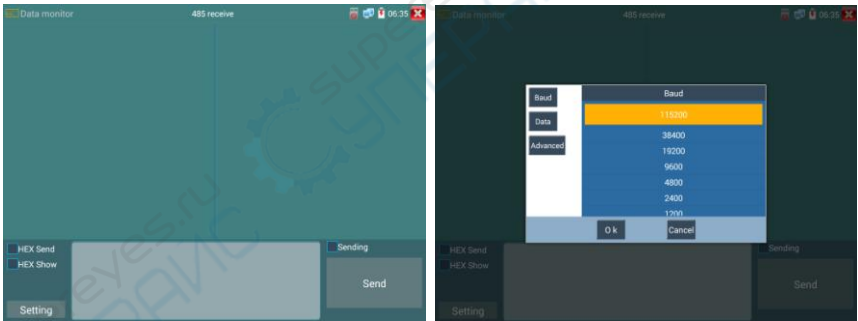 Data monitor
485 receive
06:35
HEX Send
HEX Show
Setting
Sending
Send
Data monitor
485 receive
06:35
Baud
Data
Advanced
Baud
115200
38400
19200
9600
4800
2400
1200
Ok
Cancel
HEX Send
HEX Show
Setting
Sending
Send